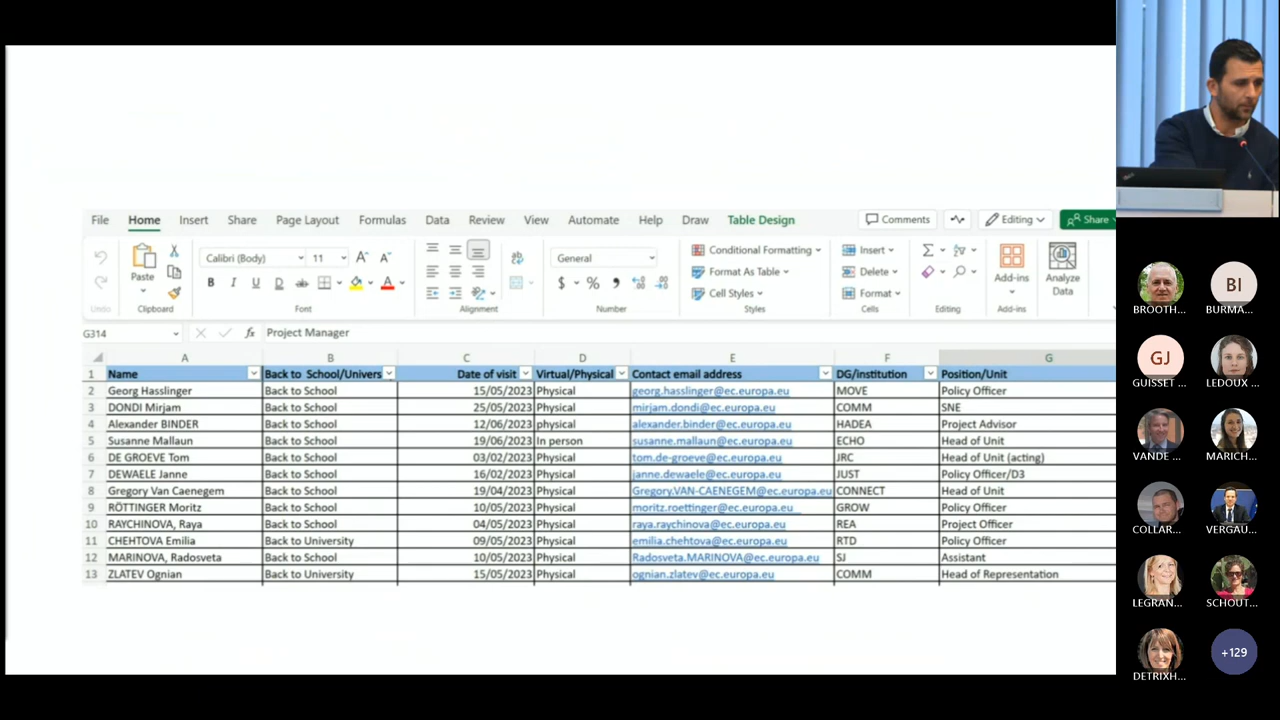 File Home Insert Share Page Layout Formulas Data Review View Automate Help Draw Table Design Comments Editing Share
Calibri (Body) 11 A A General Conditional Formatting Insert
Paste Format As Table Delete Add-ins Analyze Data
B I U D ab A $ % Cell Styles Format
Undo Clipboard Font Alignment Number Styles Cells Editing Add-ins
G314 fx Project Manager
A B C D E F G
1 Name Back to School/Univers Date of visit Virtual/Physical Contact email address DG/Institution Position/Unit
2 Georg Hasslinger Back to School 15/05/2023 Physical georg.hasslinger@ec.europa.eu MOVE Policy Officer
3 DONDI Mirjam Back to School 25/05/2023 Physical mirjam.dondi@ec.europa.eu COMM SNE
4 Alexander BINDER Back to School 12/06/2023 physical alexander.binder@ec.europa.eu HADEA Project Advisor
5 Susanne Mallaun Back to School 19/06/2023 In person susanne.mallaun@ec.europa.eu ECHO Head of Unit
6 DE GROEVE Tom Back to School 03/02/2023 Physical tom.de-groeve@ec.europa.eu JRC Head of Unit (acting)
7 DEWAELE Janne Back to School 16/02/2023 Physical janne.dewaele@ec.europa.eu JUST Policy Officer/D3
8 Gregory Van Caenegem Back to School 19/04/2023 Physical Gregory.VAN-CAENEGEM@ec.europa.eu CONNECT Head of Unit
9 RÖTTINGER Moritz Back to School 10/05/2023 Physical moritz.roettinger@ec.europa.eu GROW Policy Officer
10 RAYCHINOVA, Raya Back to School 04/05/2023 Physical raya.raychinova@ec.europa.eu REA Project Officer
11 CHEHTOVA Emilia Back to University 09/05/2023 Physical emilia.chehtova@ec.europa.eu RTD Policy Officer
12 MARINOVA, Radosveta Back to School 10/05/2023 Physical Radosveta.MARINOVA@ec.europa.eu SJ Assistant
13 ZLATEV Ognian Back to University 15/05/2023 Physical ognian.zlatev@ec.europa.eu COMM Head of Representation
BI
BROOTH... BURMA...
GJ
GUISSET ... LEDOUX ...
VANDE ... MARICH...
COLLAR... VERGAU...
LEGRAN... SCHOUT...
+129
DETRIXH...